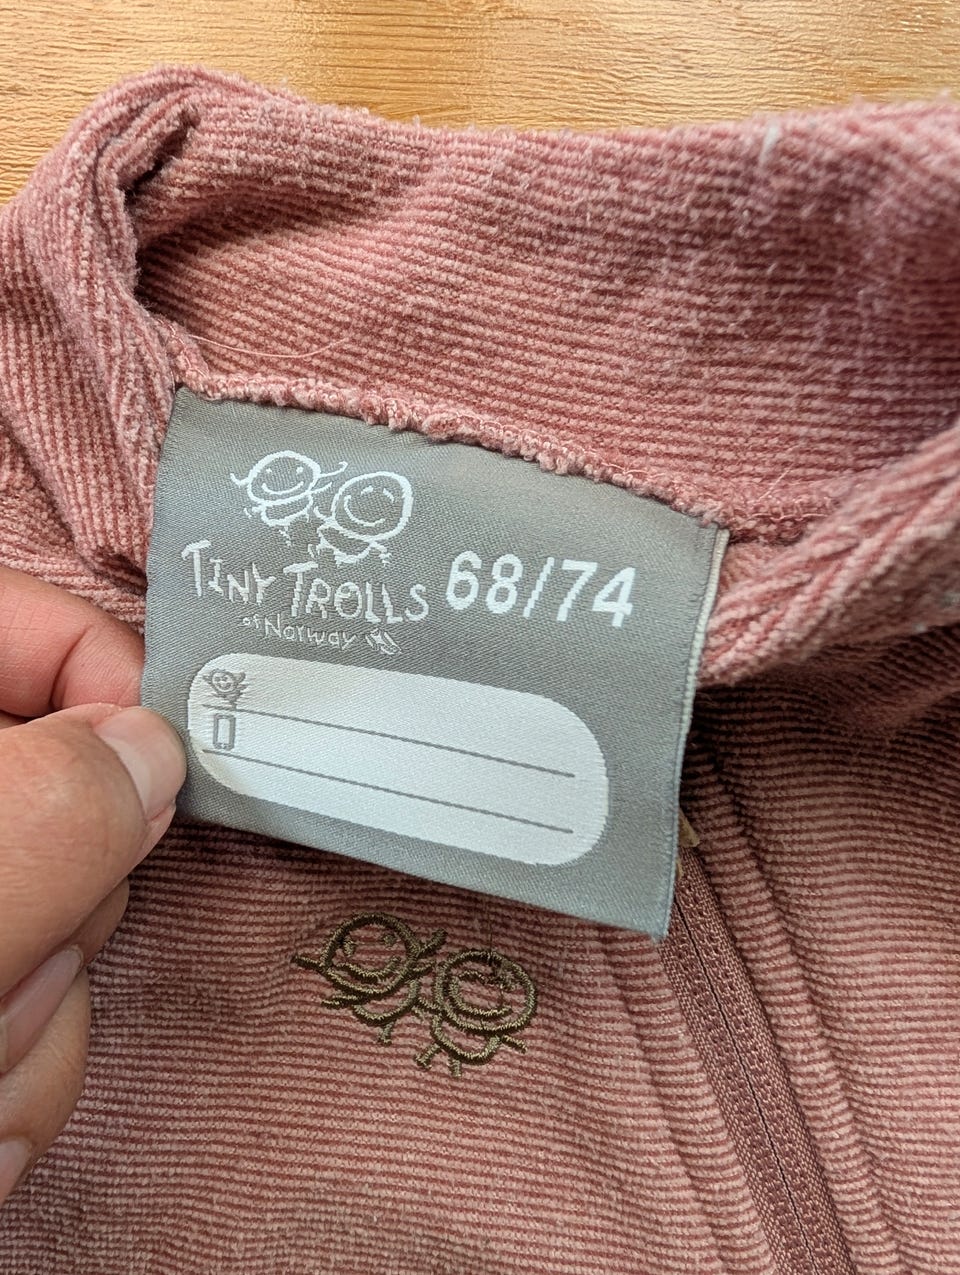 TINY TROLLS 68/74
of Norway